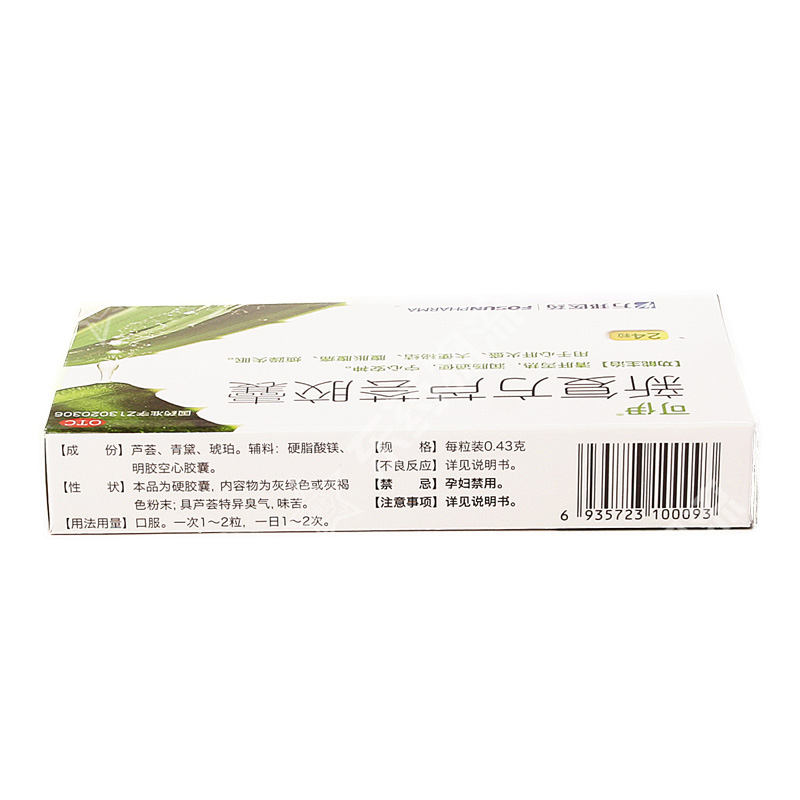 万邦医药 | FOSUNPHARMA
24粒
可伊
新复方芦荟胶囊
【功能主治】清肝泻热，润肠通便，宁心安神。
用于心肝火盛，大便秘结，腹胀腹痛，烦躁失眠。
国药准字Z13020306
OTC
【成 份】芦荟、青黛、琥珀。辅料：硬脂酸镁、
明胶空心胶囊。
【性 状】本品为硬胶囊，内容物为灰绿色或灰褐
色粉末；具芦荟特异臭气，味苦。
【用法用量】口服。一次1～2粒，一日1～2次。
【规 格】每粒装0.43克
【不良反应】详见说明书。
【禁 忌】孕妇禁用。
【注意事项】详见说明书。
6 935723 100093